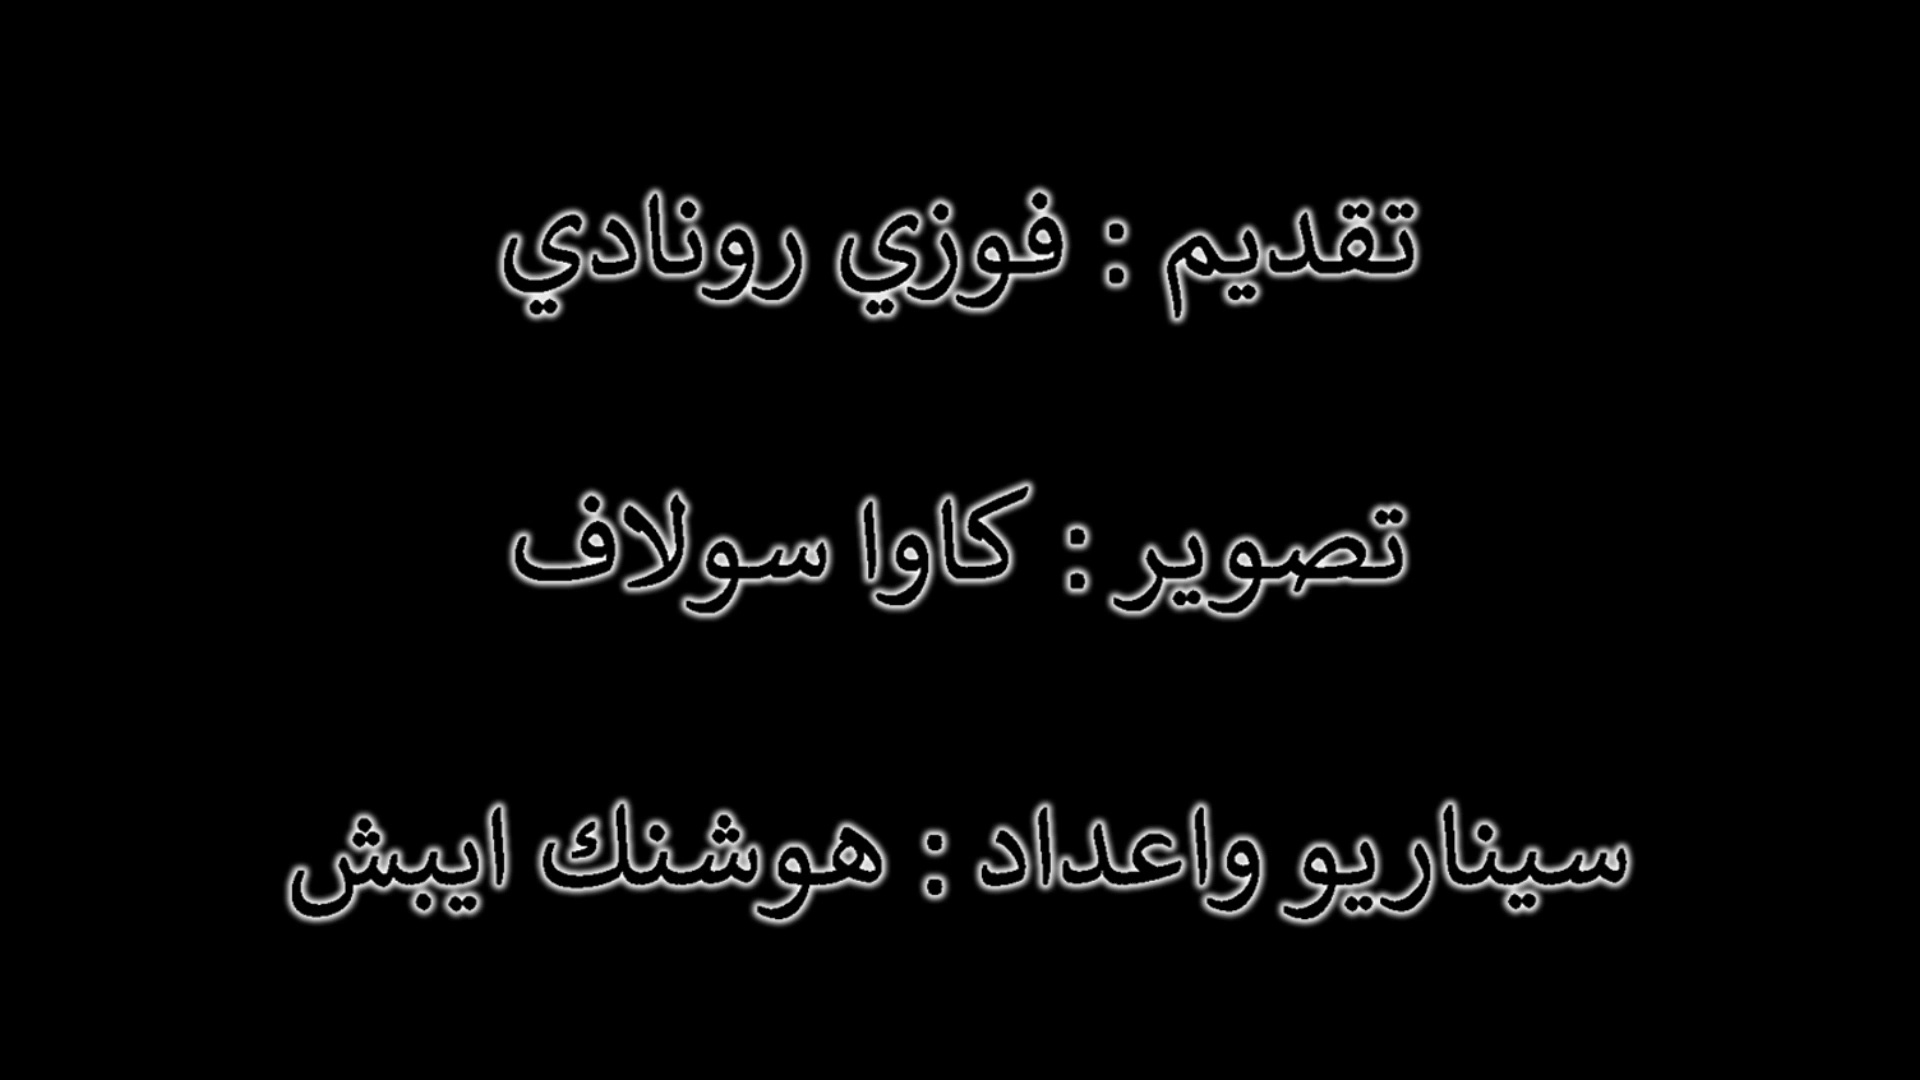 تقديم : فوزي رونادي
تصوير : كاوا سولاف
سيناريو واعداد : هوشنك ايبش